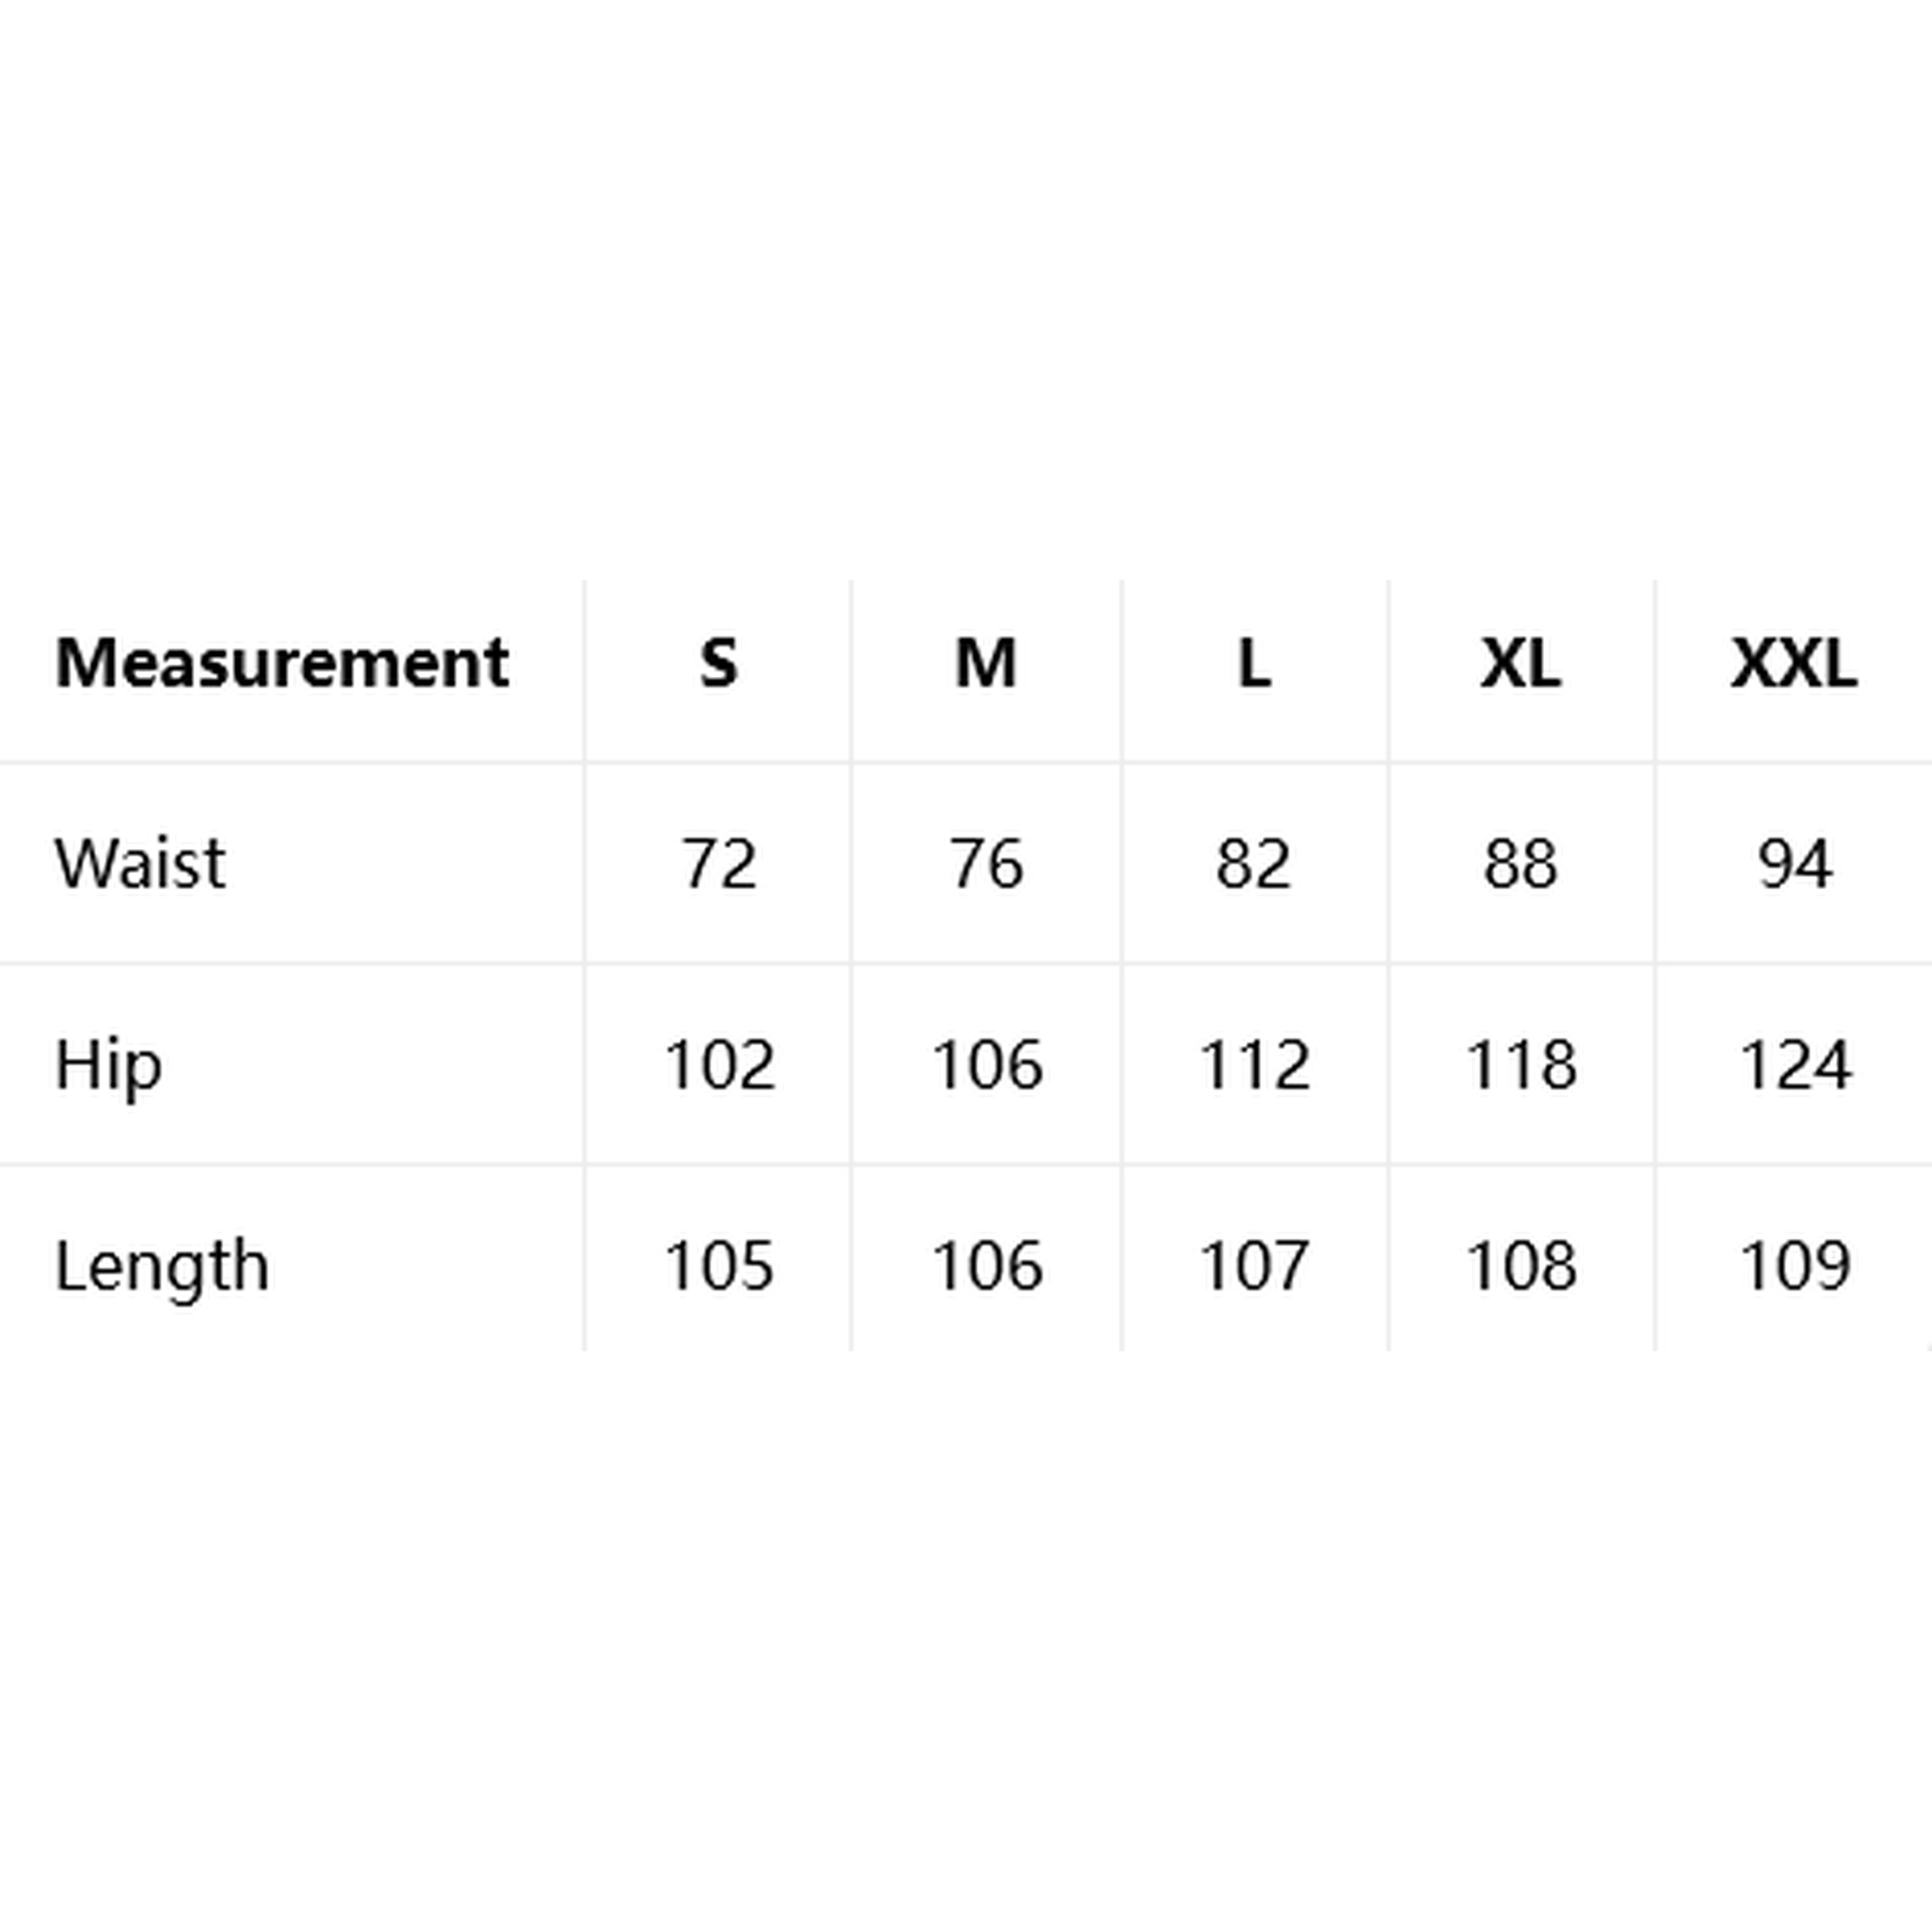 Measurement S M L XL XXL
Waist 72 76 82 88 94
Hip 102 106 112 118 124
Length 105 106 107 108 109